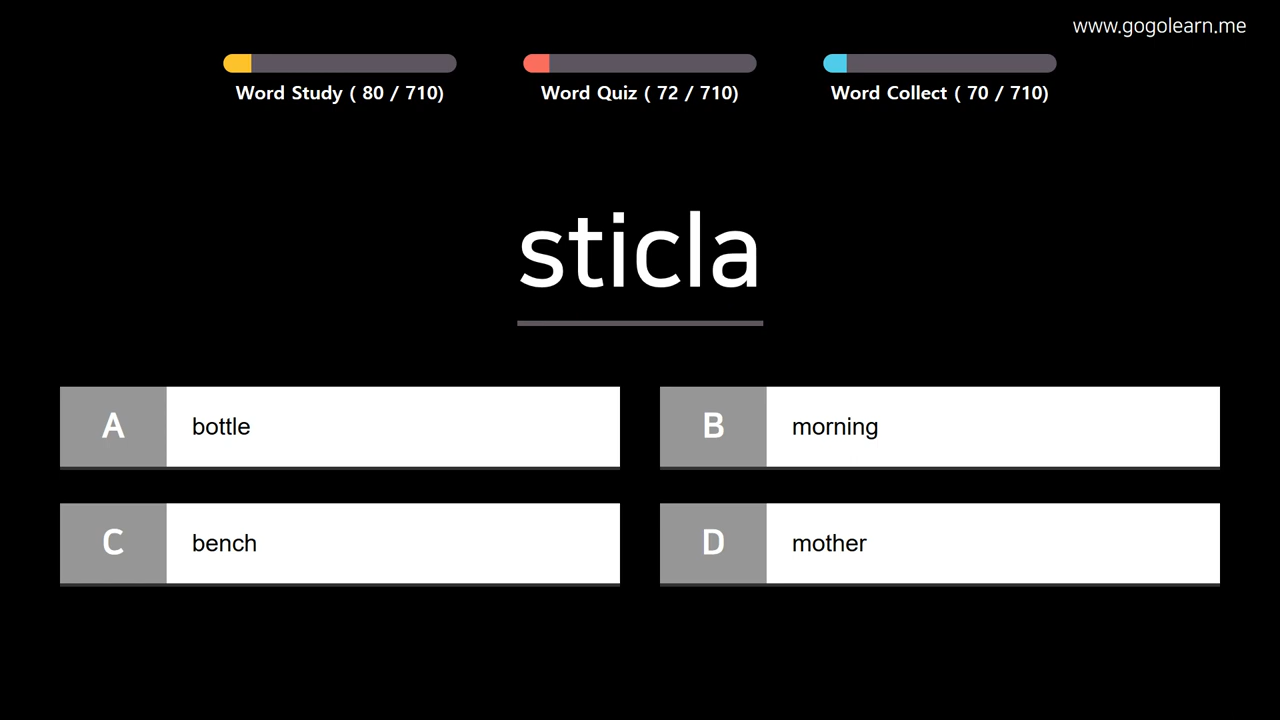 www.gogolearn.me
Word Study ( 80 / 710)
Word Quiz ( 72 / 710)
Word Collect ( 70 / 710)
sticla
A bottle
B morning
C bench
D mother